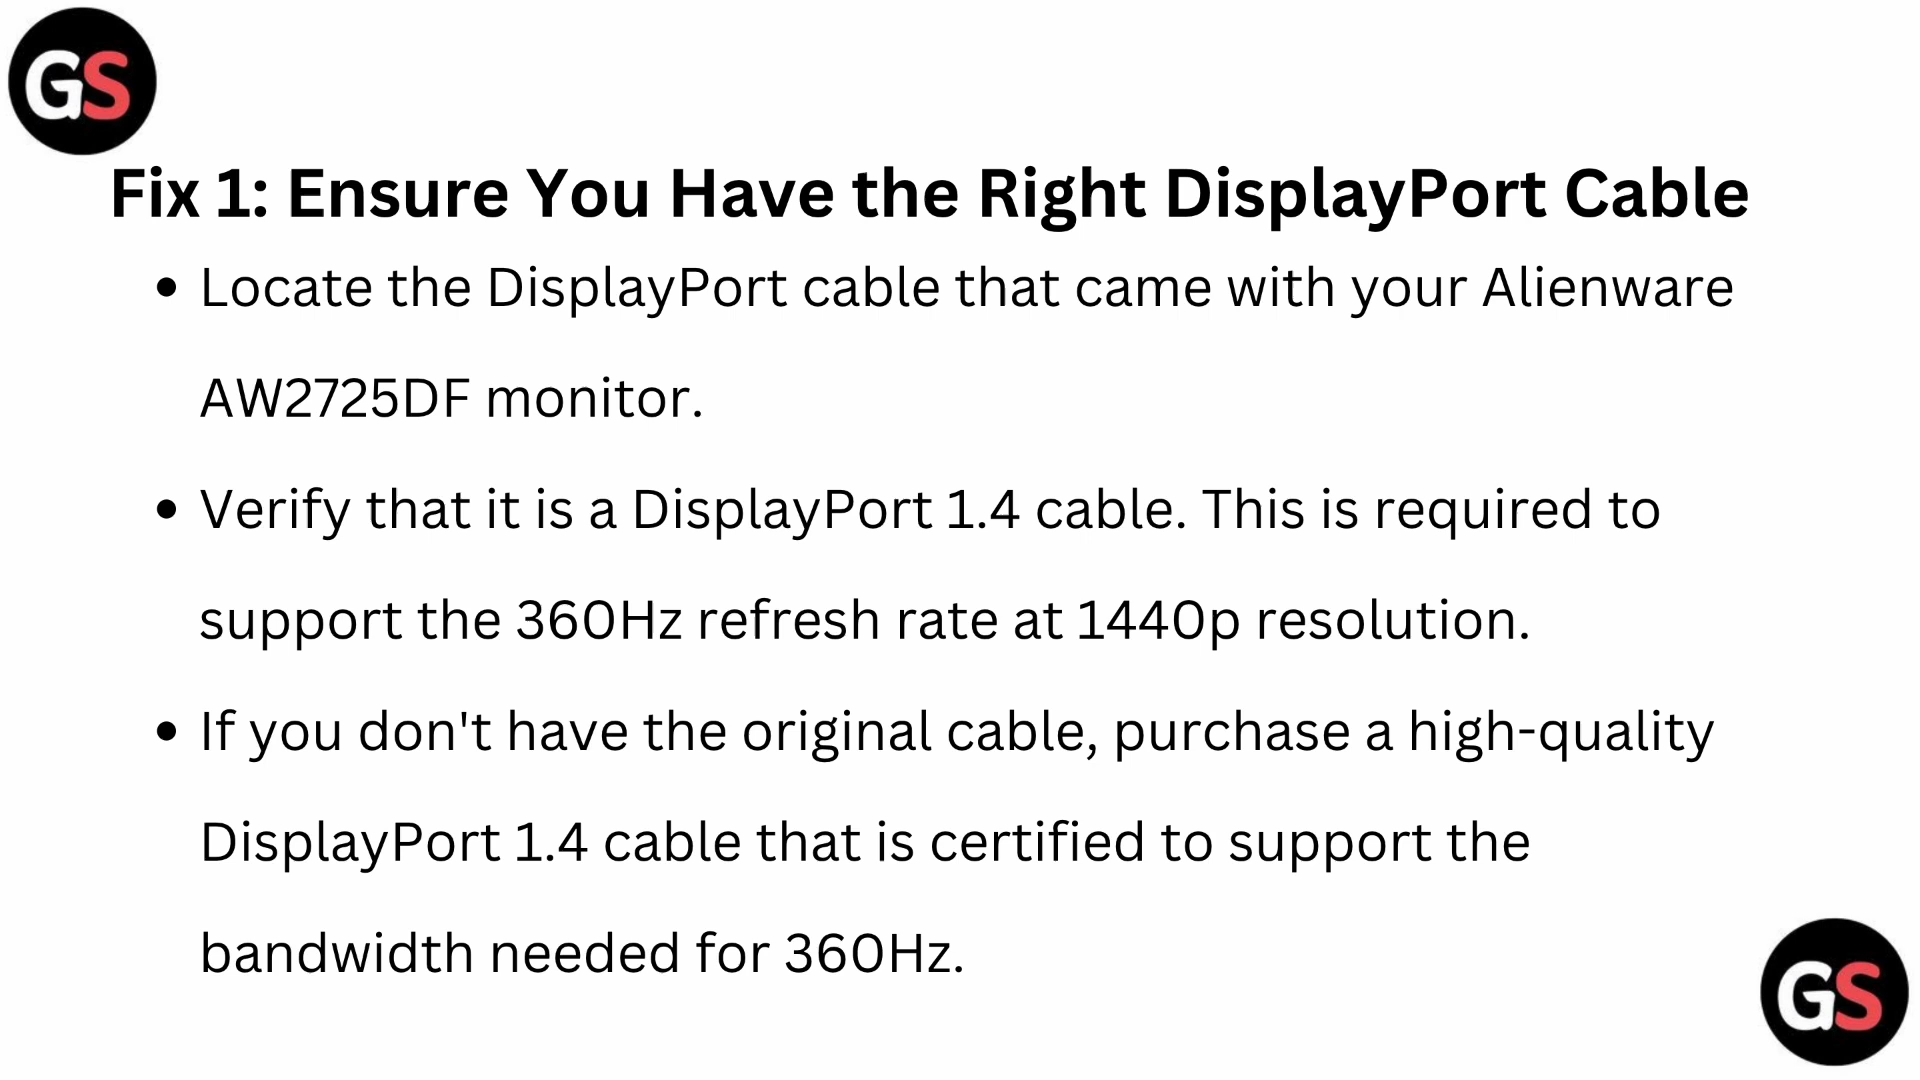 GS
Fix 1: Ensure You Have the Right DisplayPort Cable
• Locate the DisplayPort cable that came with your Alienware
AW2725DF monitor.
• Verify that it is a DisplayPort 1.4 cable. This is required to
support the 360Hz refresh rate at 1440p resolution.
• If you don't have the original cable, purchase a high-quality
DisplayPort 1.4 cable that is certified to support the
bandwidth needed for 360Hz.
GS